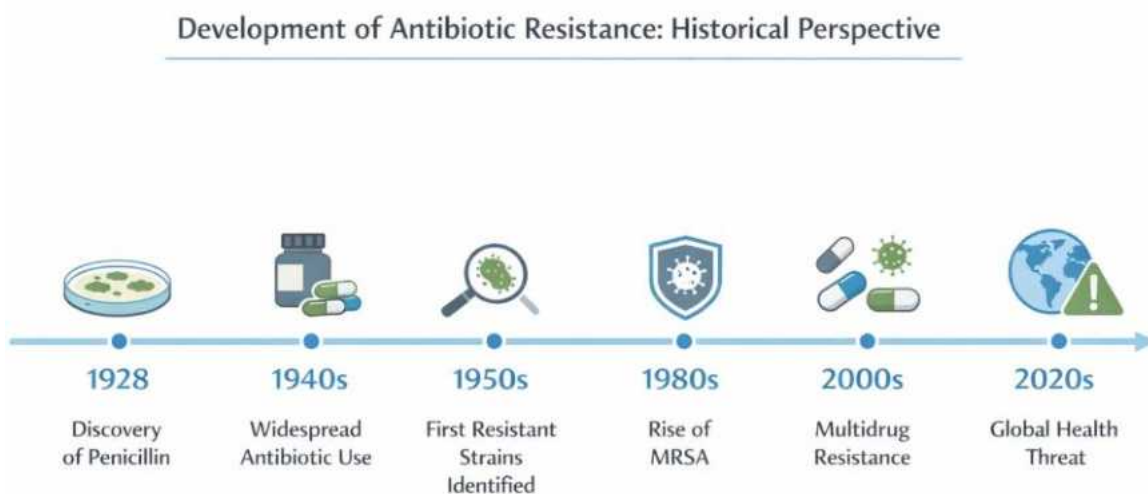 Development of Antibiotic Resistance: Historical Perspective
1928
Discovery
of Penicillin
1940s
Widespread
Antibiotic Use
1950s
First Resistant
Strains
Identified
1980s
Rise of
MRSA
2000s
Multidrug
Resistance
2020s
Global Health
Threat